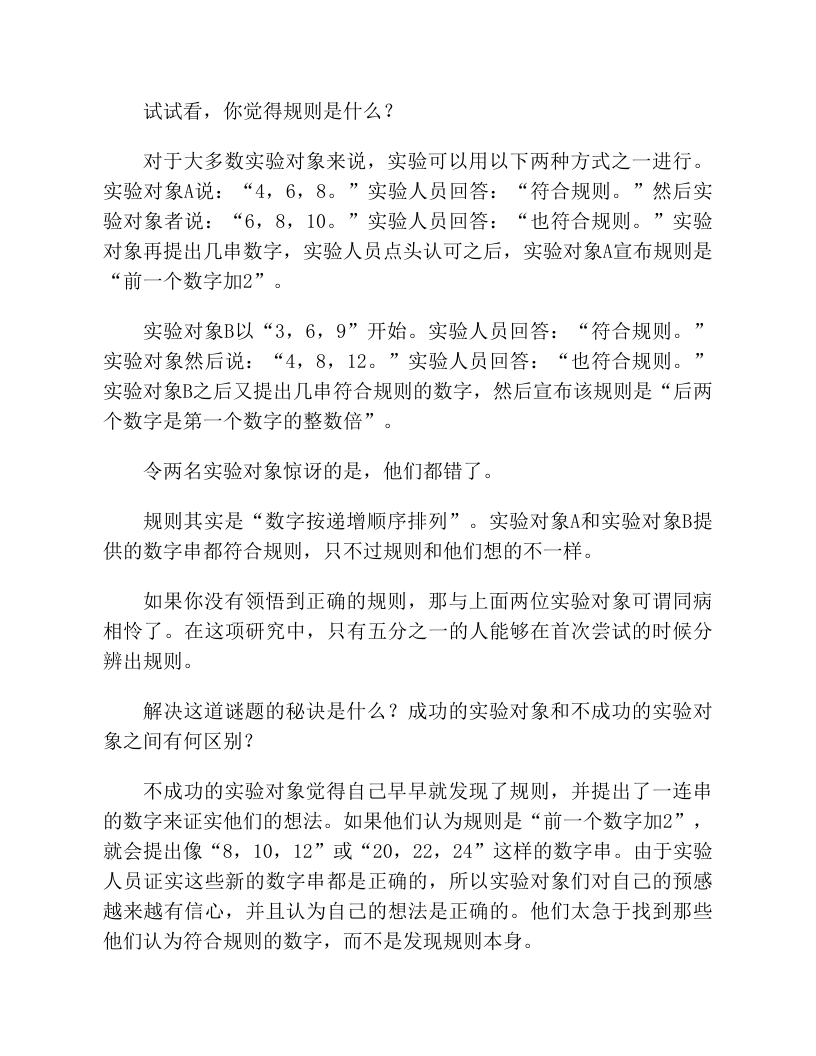 试试看，你觉得规则是什么？
对于大多数实验对象来说，实验可以用以下两种方式之一进行。
实验对象A说：“4，6，8。”实验人员回答：“符合规则。”然后实
验对象者说：“6，8，10。”实验人员回答：“也符合规则。”实验
对象再提出几串数字，实验人员点头认可之后，实验对象A宣布规则是
“前一个数字加2”。
实验对象B以“3，6，9”开始。实验人员回答：“符合规则。”
实验对象然后说：“4，8，12。”实验人员回答：“也符合规则。”
实验对象B之后又提出几串符合规则的数字，然后宣布该规则是“后两
个数字是第一个数字的整数倍”。
令两名实验对象惊讶的是，他们都错了。
规则其实是“数字按递增顺序排列”。实验对象A和实验对象B提
供的数字串都符合规则，只不过规则和他们想的不一样。
如果你没有领悟到正确的规则，那与上面两位实验对象可谓同病
相怜了。在这项研究中，只有五分之一的人能够在首次尝试的时候分
辨出规则。
解决这道谜题的秘诀是什么？成功的实验对象和不成功的实验对
象之间有何区别？
不成功的实验对象觉得自己早早就发现了规则，并提出了一连串
的数字来证实他们的想法。如果他们认为规则是“前一个数字加2”，
就会提出像“8，10，12”或“20，22，24”这样的数字串。由于实验
人员证实这些新的数字串都是正确的，所以实验对象们对自己的预感
越来越有信心，并且认为自己的想法是正确的。他们太急于找到那些
他们认为符合规则的数字，而不是发现规则本身。